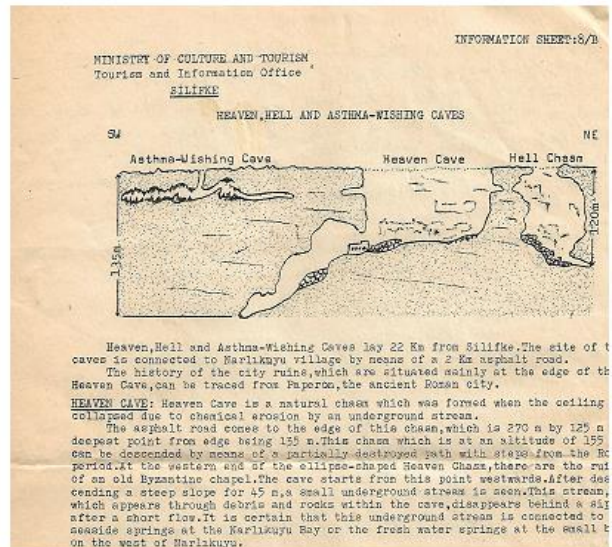 INFORMATION SHEET:8/B
MINISTRY OF CULTURE AND TOURISM
Tourism and Information Office
SİLİFKE
HEAVEN,HELL AND ASTHMA-WISHING CAVES
SW NE
Asthma-Wishing Cave Heaven Cave Hell Chasm
135m 120m
Heaven,Hell and Asthma-Wishing Caves lay 22 Km from Silifke.The site of t
caves is connected to Narlıkuyu village by means of a 2 Km asphalt road.
The history of the city ruins,which are situated mainly at the edge of th
Heaven Cave,can be traced from Paperon,the ancient Roman city.
HEAVEN CAVE: Heaven Cave is a natural chasm which was formed when the ceiling
collapsed due to chemical erosion by an underground stream.
The asphalt road comes to the edge of this chasm,which is 270 m by 125 m
deepest point from edge being 135 m.This chasm which is at an altitude of 155
can be descended by means of a partially destroyed path with steps from the Ro
period.At the western end of the ellipse-shaped Heaven Chasm,there are the rui
of an old Byzantine chapel.The cave starts from this point westwards.After des
cending a steep slope for 45 m,a small underground stream is seen.This stream,
which appears through debris and rocks within the cave,disappears behind a sip
after a short flow.It is certain that this underground stream is connected to
seaside springs at the Narlıkuyu Bay or the fresh water springs at the small b
on the west of Narlıkuyu.